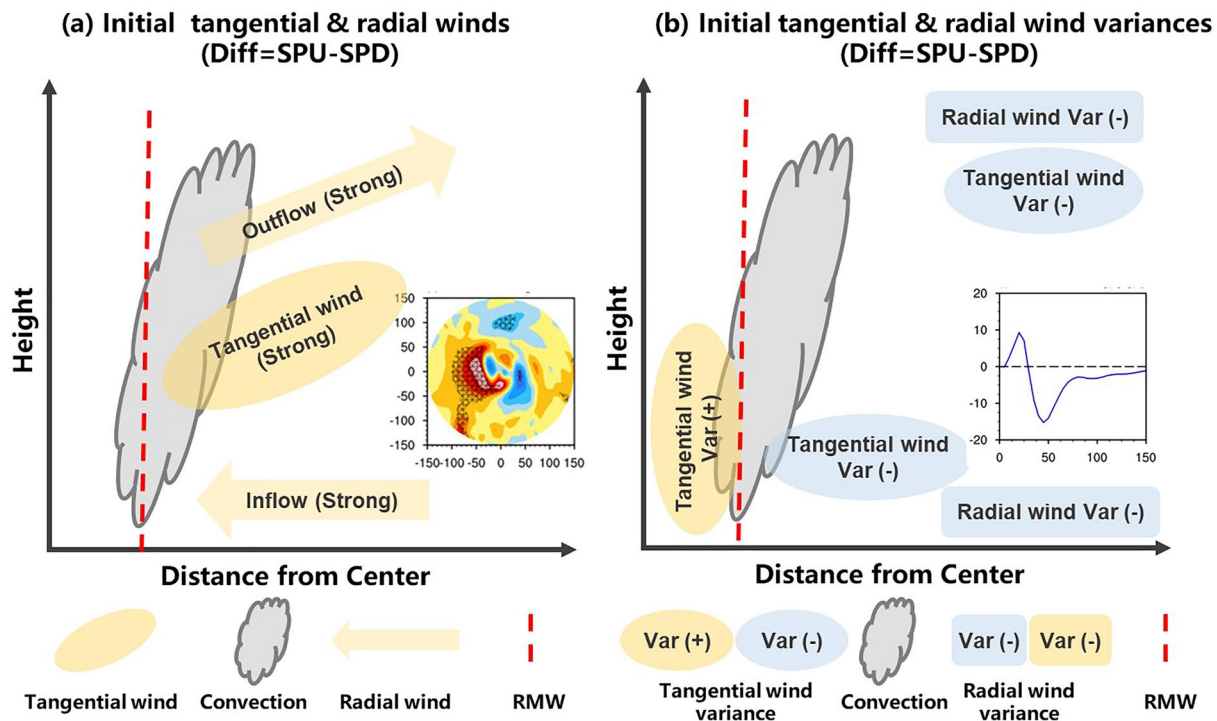 (a) Initial tangential & radial winds
(Diff=SPU-SPD)
Height
Outflow (Strong)
Tangential wind
(Strong)
Inflow (Strong)
150
100
50
0
-50
-100
-150
-150-100-50 0 50 100 150
Distance from Center
Tangential wind
Convection
Radial wind
RMW
(b) Initial tangential & radial wind variances
(Diff=SPU-SPD)
Height
Radial wind Var (-)
Tangential wind
Var (-)
Tangential wind
Var (+)
Tangential wind
Var (-)
Radial wind Var (-)
20
10
0
-10
-20
0 50 100 150
Distance from Center
Var (+)
Var (-)
Var (-)
Var (-)
Tangential wind
variance
Convection
Radial wind
variance
RMW